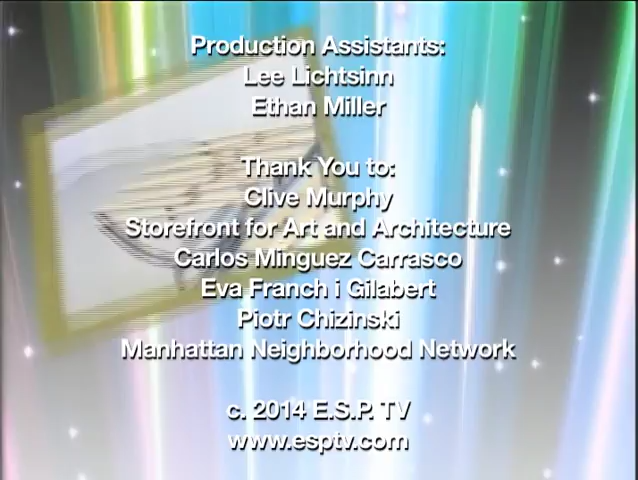 Production Assistants:
Lee Lichtsinn
Ethan Miller
Thank You to:
Clive Murphy
Storefront for Art and Architecture
Carlos Minguez Carrasco
Eva Franch i Gilabert
Piotr Chizinski
Manhattan Neighborhood Network
c. 2014 E.S.P. TV
www.esptv.com